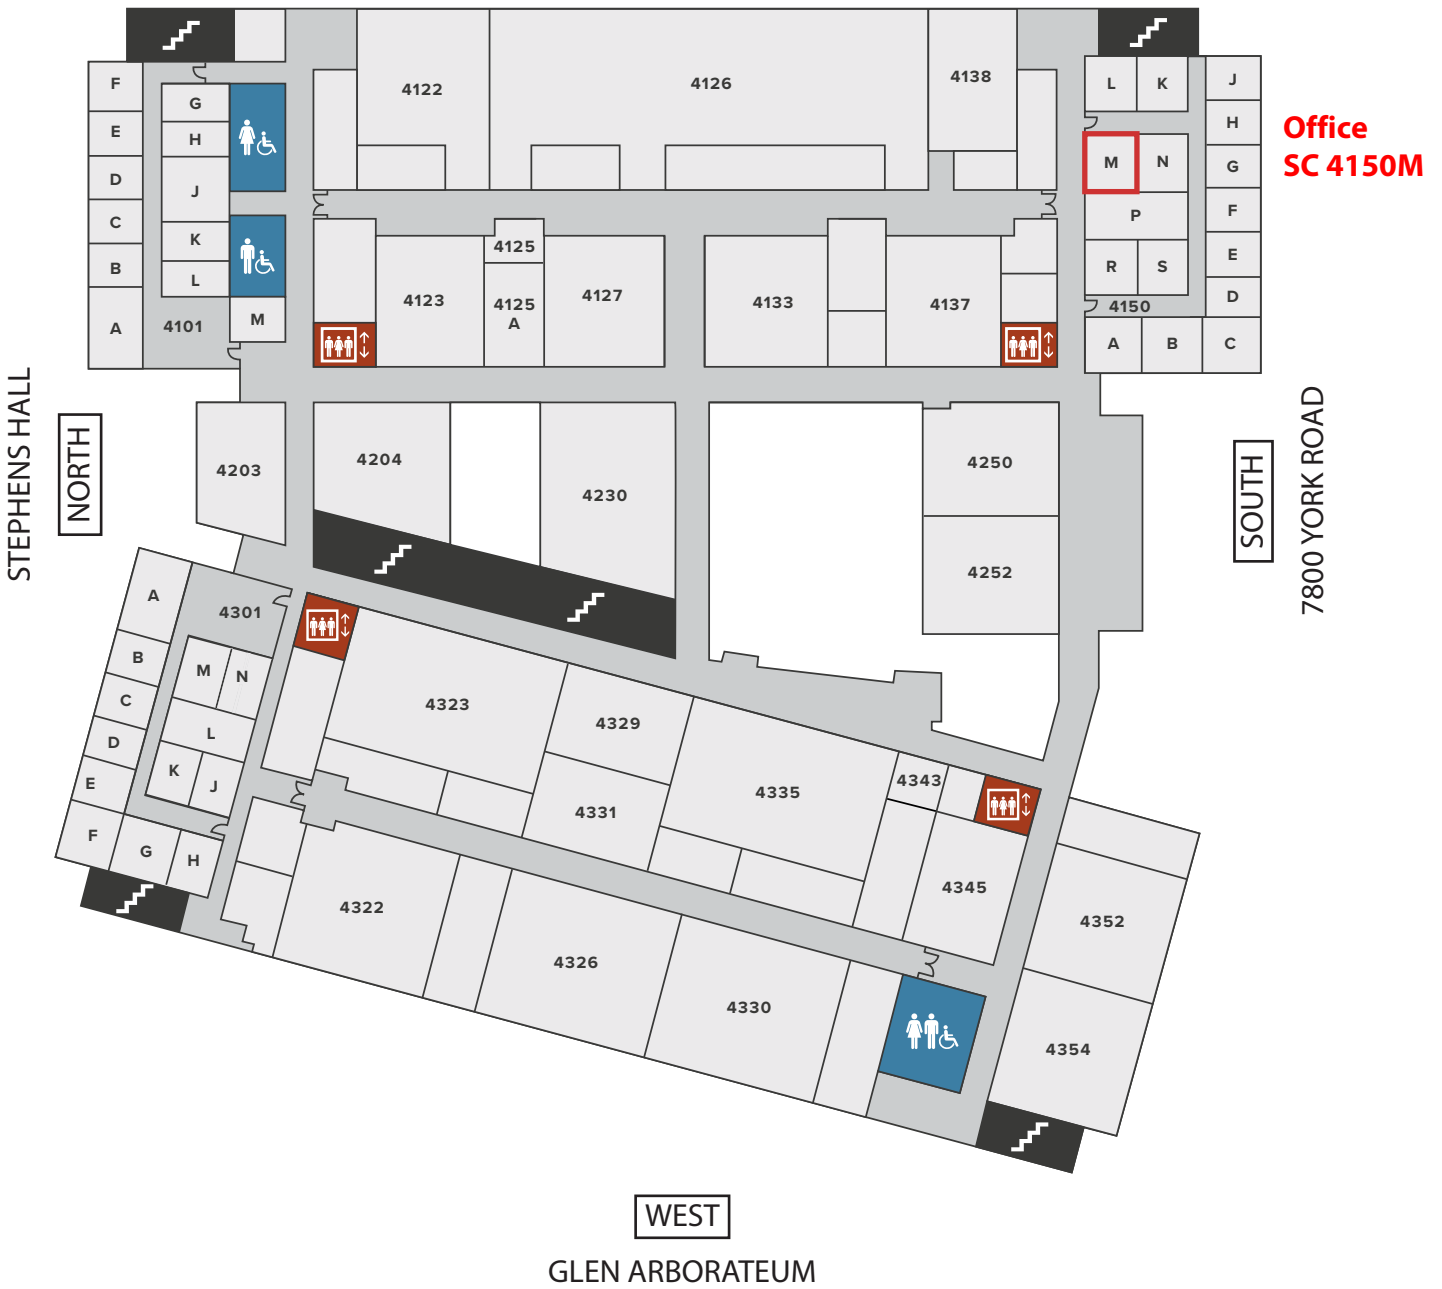 4122
4126
4138
F
E
D
C
B
A
G
H
J
K
L
M
4101
L
K
J
H
G
F
E
D
M
N
P
R
S
4150
A
B
C
Office
SC 4150M
4123
4125
4125
A
4127
4133
4137
STEPHENS HALL
NORTH
4203
4204
4230
4250
4252
SOUTH
7800 YORK ROAD
A
B
C
D
E
F
G
H
4301
M
N
L
K
J
4323
4329
4331
4335
4343
4345
4322
4326
4330
4352
4354
WEST
GLEN ARBORATEUM